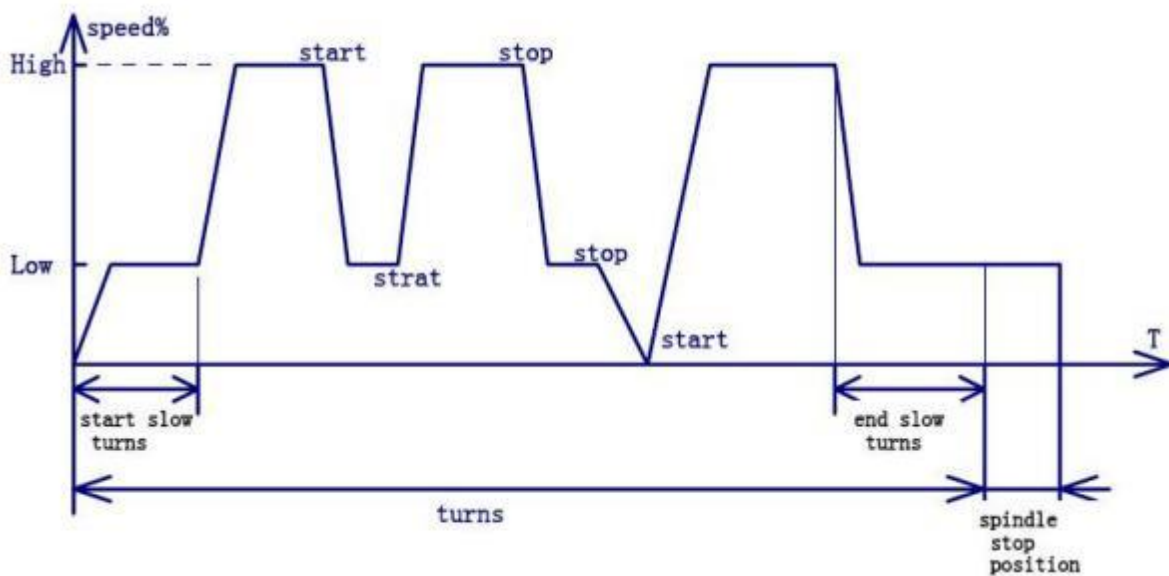 speed%
High
start
stop
Low
strat
stop
start
T
start slow
turns
end slow
turns
turns
spindle
stop
position